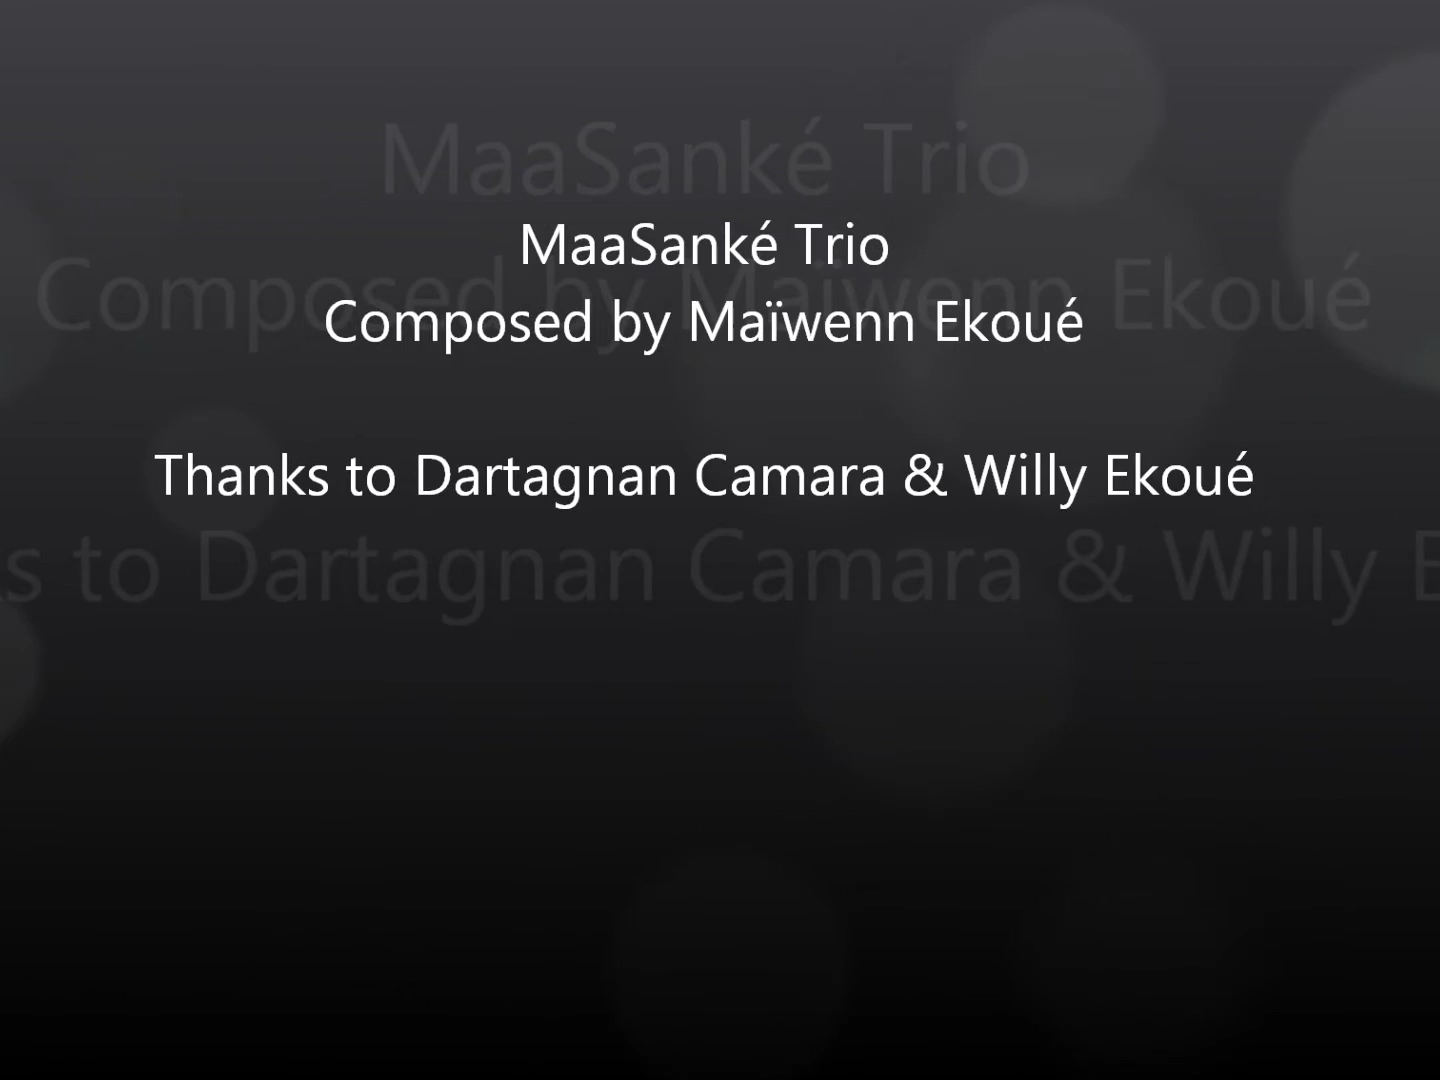 MaaSanké Trio
Composed by Maïwenn Ekoué
Thanks to Dartagnan Camara & Willy Ekoué